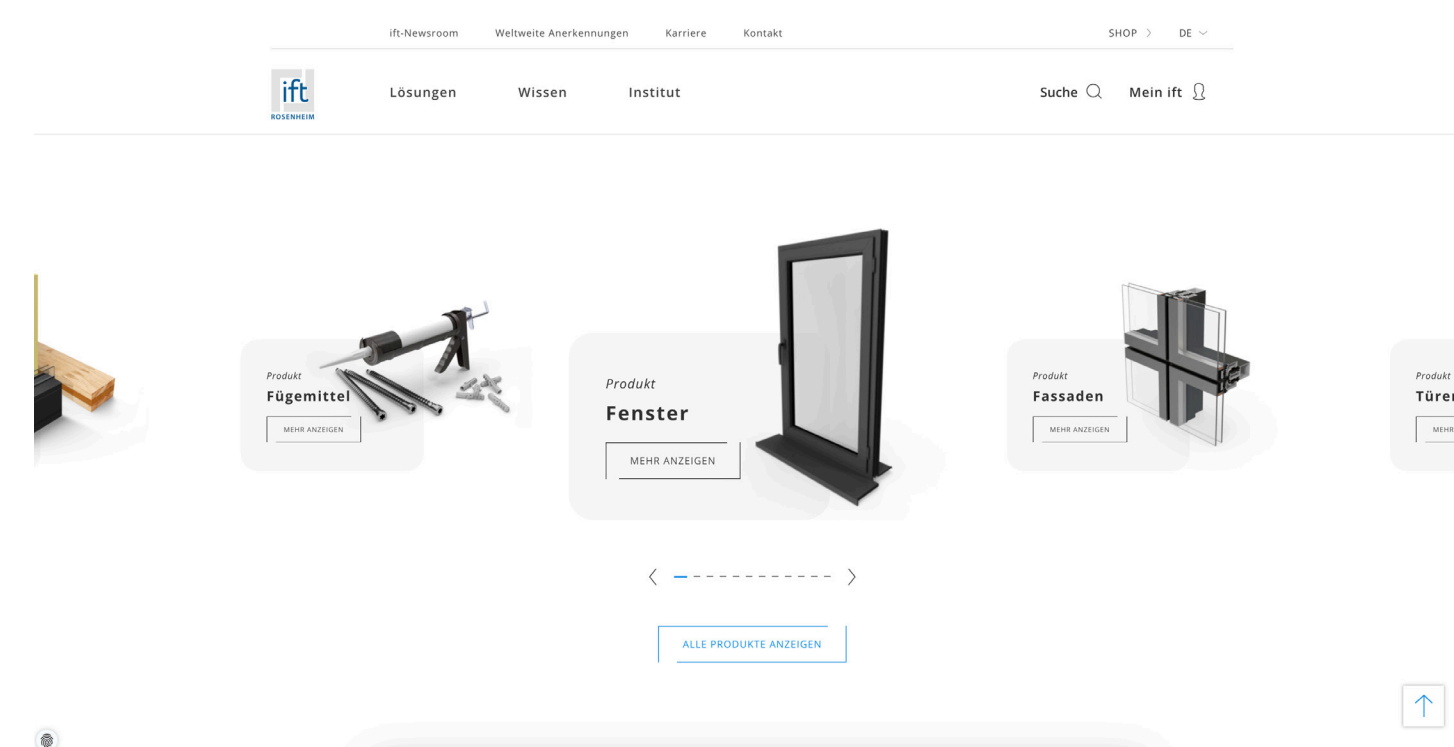 ift-Newsroom Weltweite Anerkennungen Karriere Kontakt SHOP DE
ift
ROSENHEIM
Lösungen Wissen Institut Suche Mein ift
Produkt
Fügemittel
MEHR ANZEIGEN
Produkt
Fenster
MEHR ANZEIGEN
Produkt
Fassaden
MEHR ANZEIGEN
Produkt
ALLE PRODUKTE ANZEIGEN